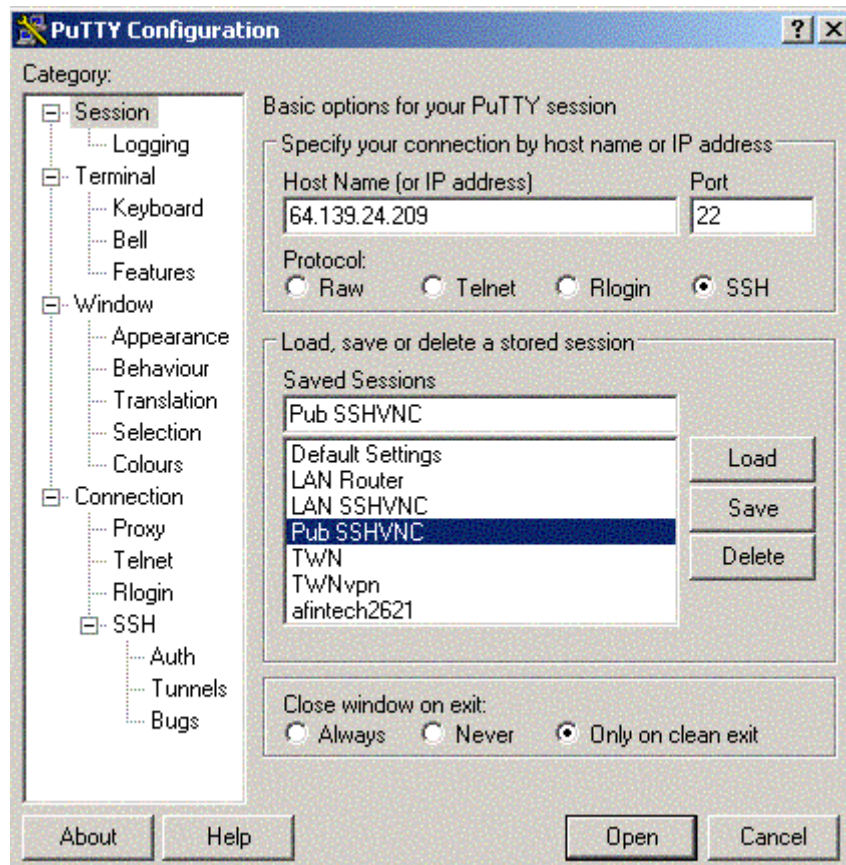 PuTTY Configuration
Category:
Session
Logging
Terminal
Keyboard
Bell
Features
Window
Appearance
Behaviour
Translation
Selection
Colours
Connection
Proxy
Telnet
Rlogin
SSH
Auth
Tunnels
Bugs
Basic options for your PuTTY session
Specify your connection by host name or IP address
Host Name (or IP address) Port
64.139.24.209 22
Protocol:
Raw Telnet Rlogin SSH
Load, save or delete a stored session
Saved Sessions
Pub SSHVNC
Default Settings
LAN Router
LAN SSHVNC
Pub SSHVNC
TWN
TWNvpn
afintech2621
Load
Save
Delete
Close window on exit:
Always Never Only on clean exit
About Help Open Cancel